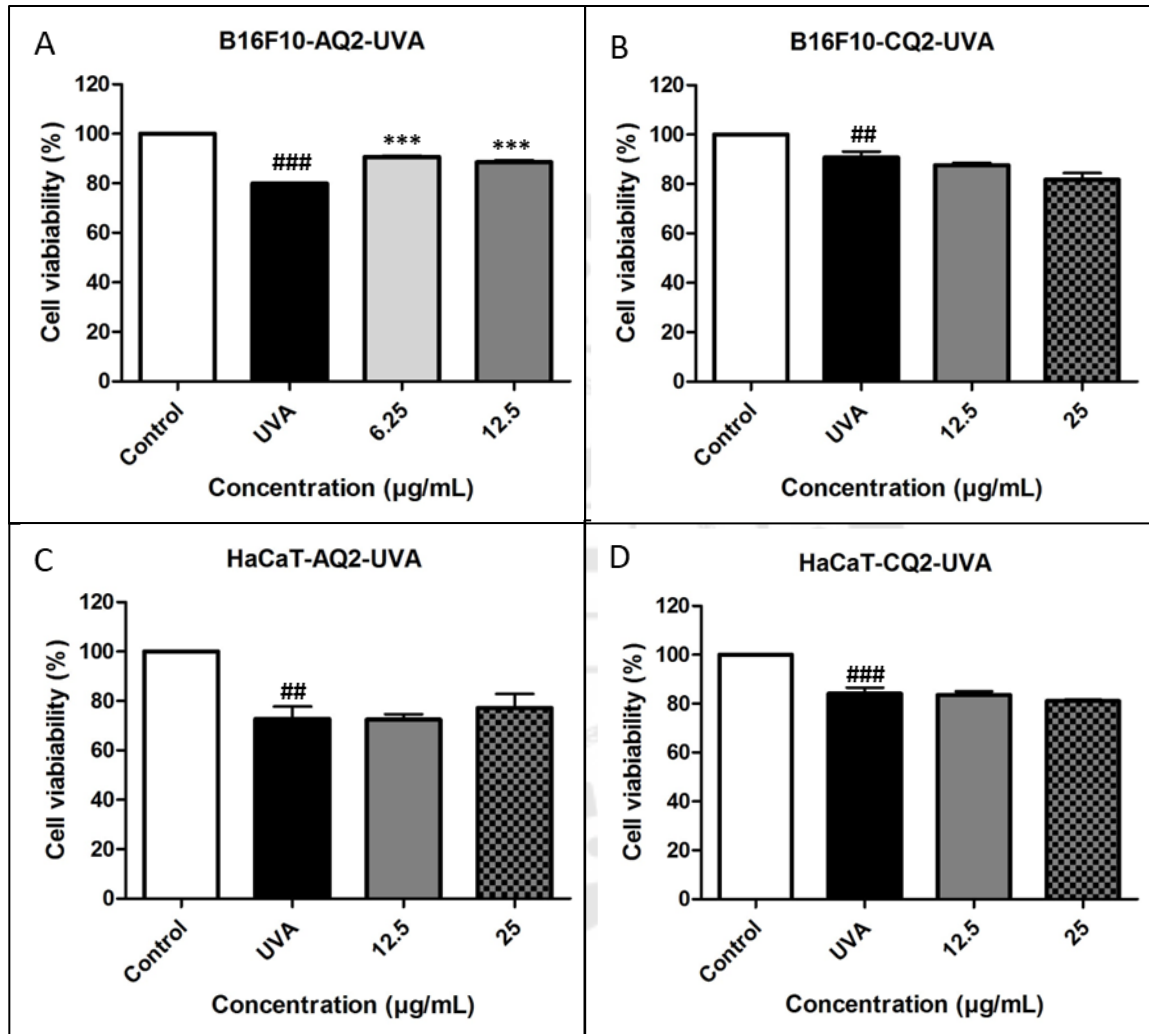 A
B16F10-AQ2-UVA
Cell viabiability (%)
120
100
80
60
40
20
0
###
***
***
Control
UVA
6.25
12.5
Concentration (µg/mL)
B
B16F10-CQ2-UVA
Cell viabiability (%)
120
100
80
60
40
20
0
##
Control
UVA
12.5
25
Concentration (µg/mL)
C
HaCaT-AQ2-UVA
Cell viabiability (%)
120
100
80
60
40
20
0
##
Control
UVA
12.5
25
Concentration (µg/mL)
D
HaCaT-CQ2-UVA
Cell viabiability (%)
120
100
80
60
40
20
0
###
Control
UVA
12.5
25
Concentration (µg/mL)